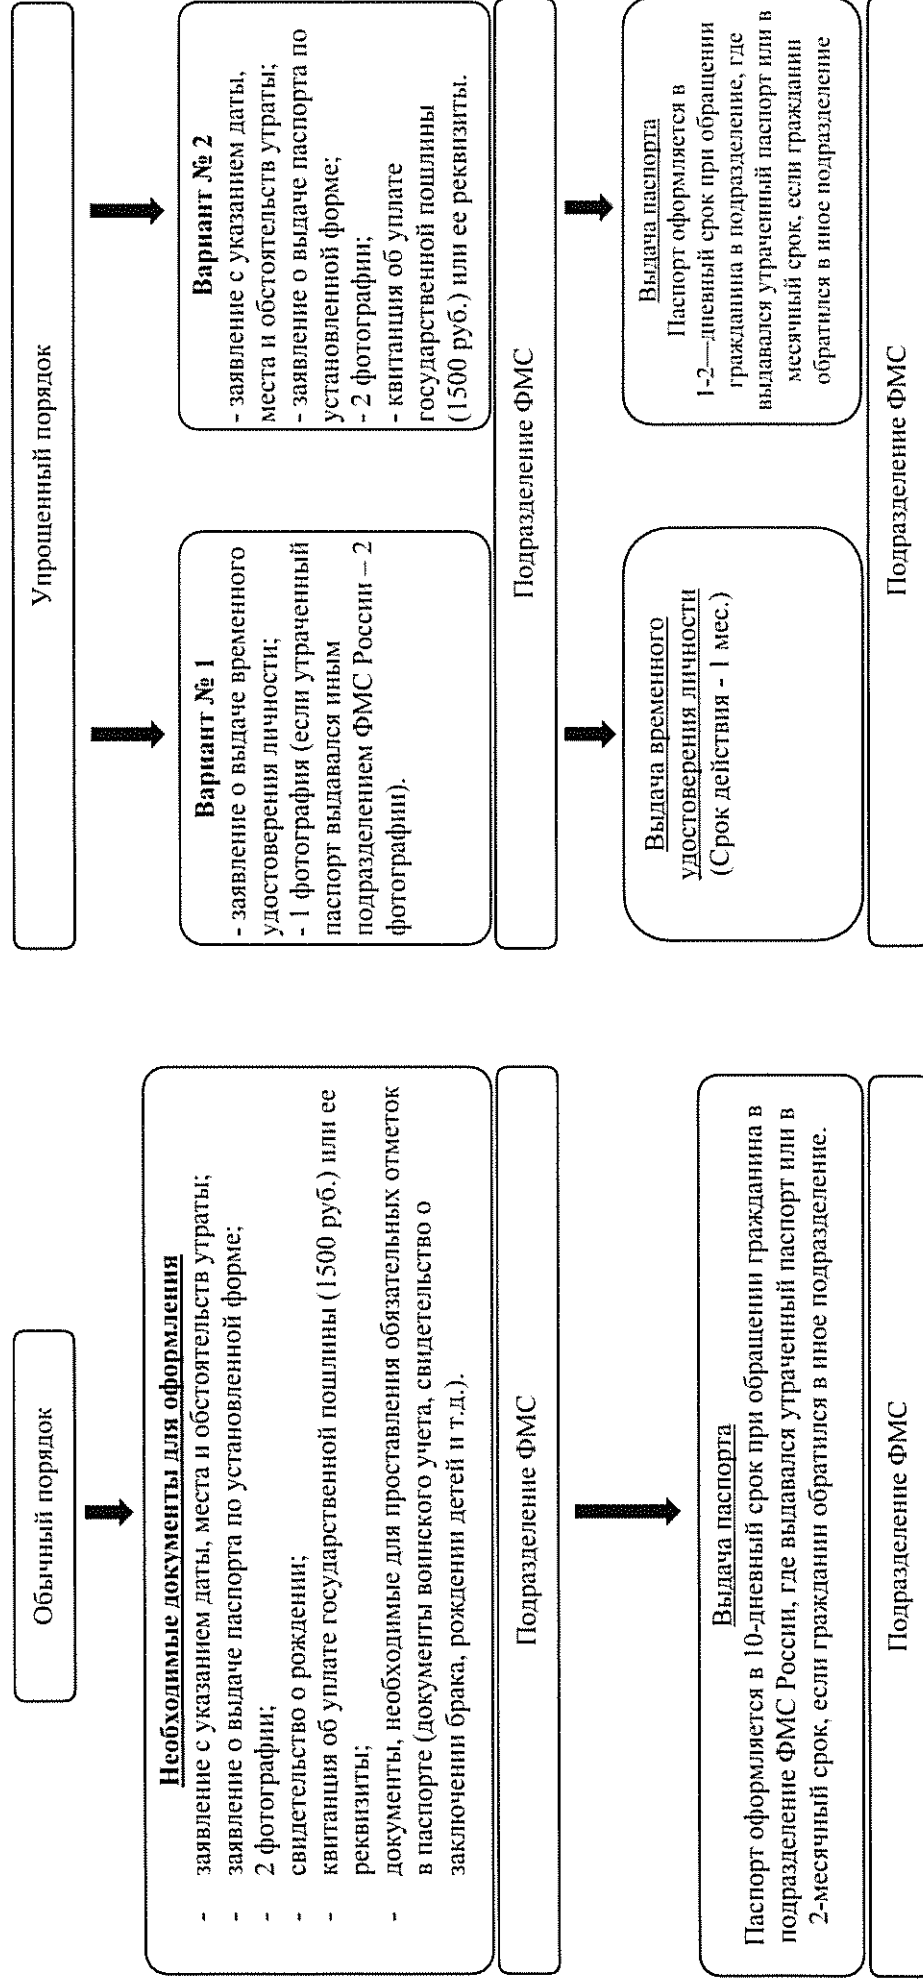 Обычный порядок
Необходимые документы для оформления
- заявление с указанием даты, места и обстоятельств утраты;
- заявление о выдаче паспорта по установленной форме;
- 2 фотографии;
- свидетельство о рождении;
- квитанция об уплате государственной пошлины (1500 руб.) или ее
реквизиты;
- документы, необходимые для проставления обязательных отметок
в паспорте (документы воинского учета, свидетельство о
заключении брака, рождении детей и т.д.).
Подразделение ФМС
Выдача паспорта
Паспорт оформляется в 10-дневный срок при обращении гражданина в
подразделение ФМС России, где выдавался утраченный паспорт или в
2-месячный срок, если гражданин обратился в иное подразделение.
Подразделение ФМС
Упрощенный порядок
Вариант № 1
- заявление о выдаче временного
удостоверения личности;
- 1 фотография (если утраченный
паспорт выдавался иным
подразделением ФМС России – 2
фотографии).
Вариант № 2
- заявление с указанием даты,
места и обстоятельств утраты;
- заявление о выдаче паспорта по
установленной форме;
- 2 фотографии;
- квитанция об уплате
государственной пошлины
(1500 руб.) или ее реквизиты.
Подразделение ФМС
Выдача временного
удостоверения личности
(Срок действия - 1 мес.)
Выдача паспорта
Паспорт оформляется в
1-2—дневный срок при обращении
гражданина в подразделение, где
выдавался утраченный паспорт или в
месячный срок, если гражданин
обратился в иное подразделение
Подразделение ФМС